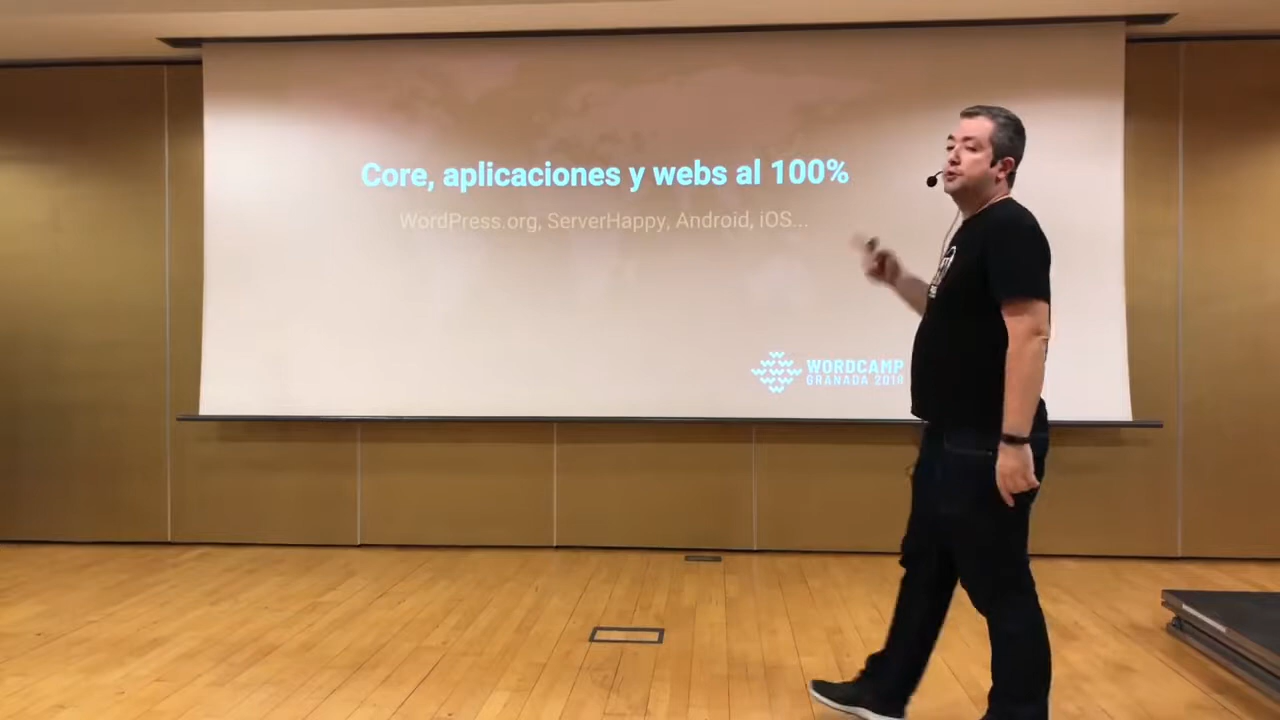 Core, aplicaciones y webs al 100%
WordPress.org, ServerHappy, Android, iOS...
WORDCAMP
GRANADA 2018